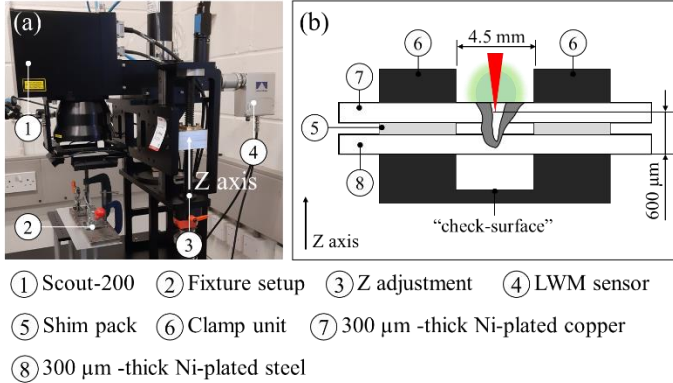 (a)
Z axis
1
2
3
4
(b)
4.5 mm
6
6
7
5
8
600 µm
Z axis
“check-surface”
1 Scout-200 2 Fixture setup 3 Z adjustment 4 LWM sensor
5 Shim pack 6 Clamp unit 7 300 µm -thick Ni-plated copper
8 300 µm -thick Ni-plated steel